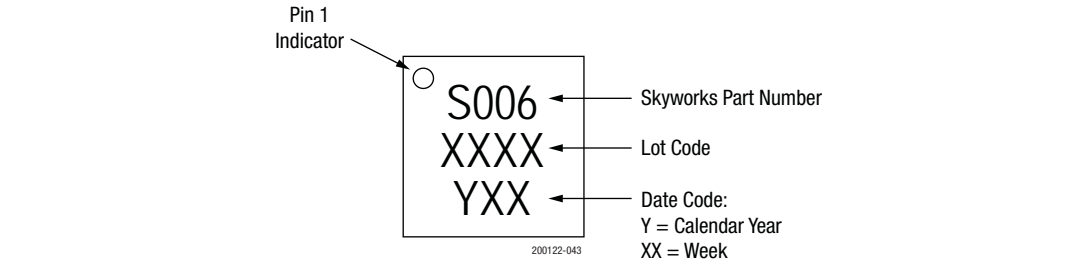 Pin 1
Indicator
S006
Skyworks Part Number
XXXX
Lot Code
YXX
Date Code:
Y = Calendar Year
XX = Week
200122-043